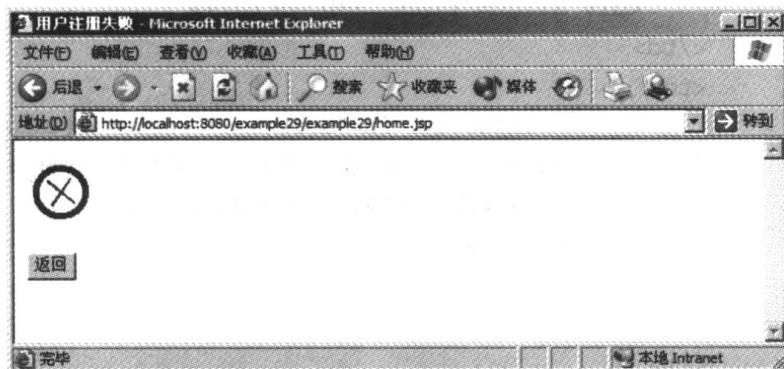 用户注册失败 - Microsoft Internet Explorer
文件(F) 编辑(E) 查看(V) 收藏(A) 工具(T) 帮助(H)
后退 搜索 收藏夹 媒体
地址(D) http://localhost:8080/example29/example29/home.jsp 转到
返回
完毕 本地 Intranet